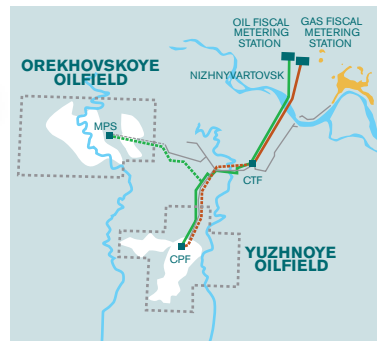 OIL FISCAL
METERING
STATION
GAS FISCAL
METERING
STATION
OREKHOVSKOYE
OILFIELD
NIZHNYVARTOVSK
MPS
CTF
YUZHNOYE
OILFIELD
CPF